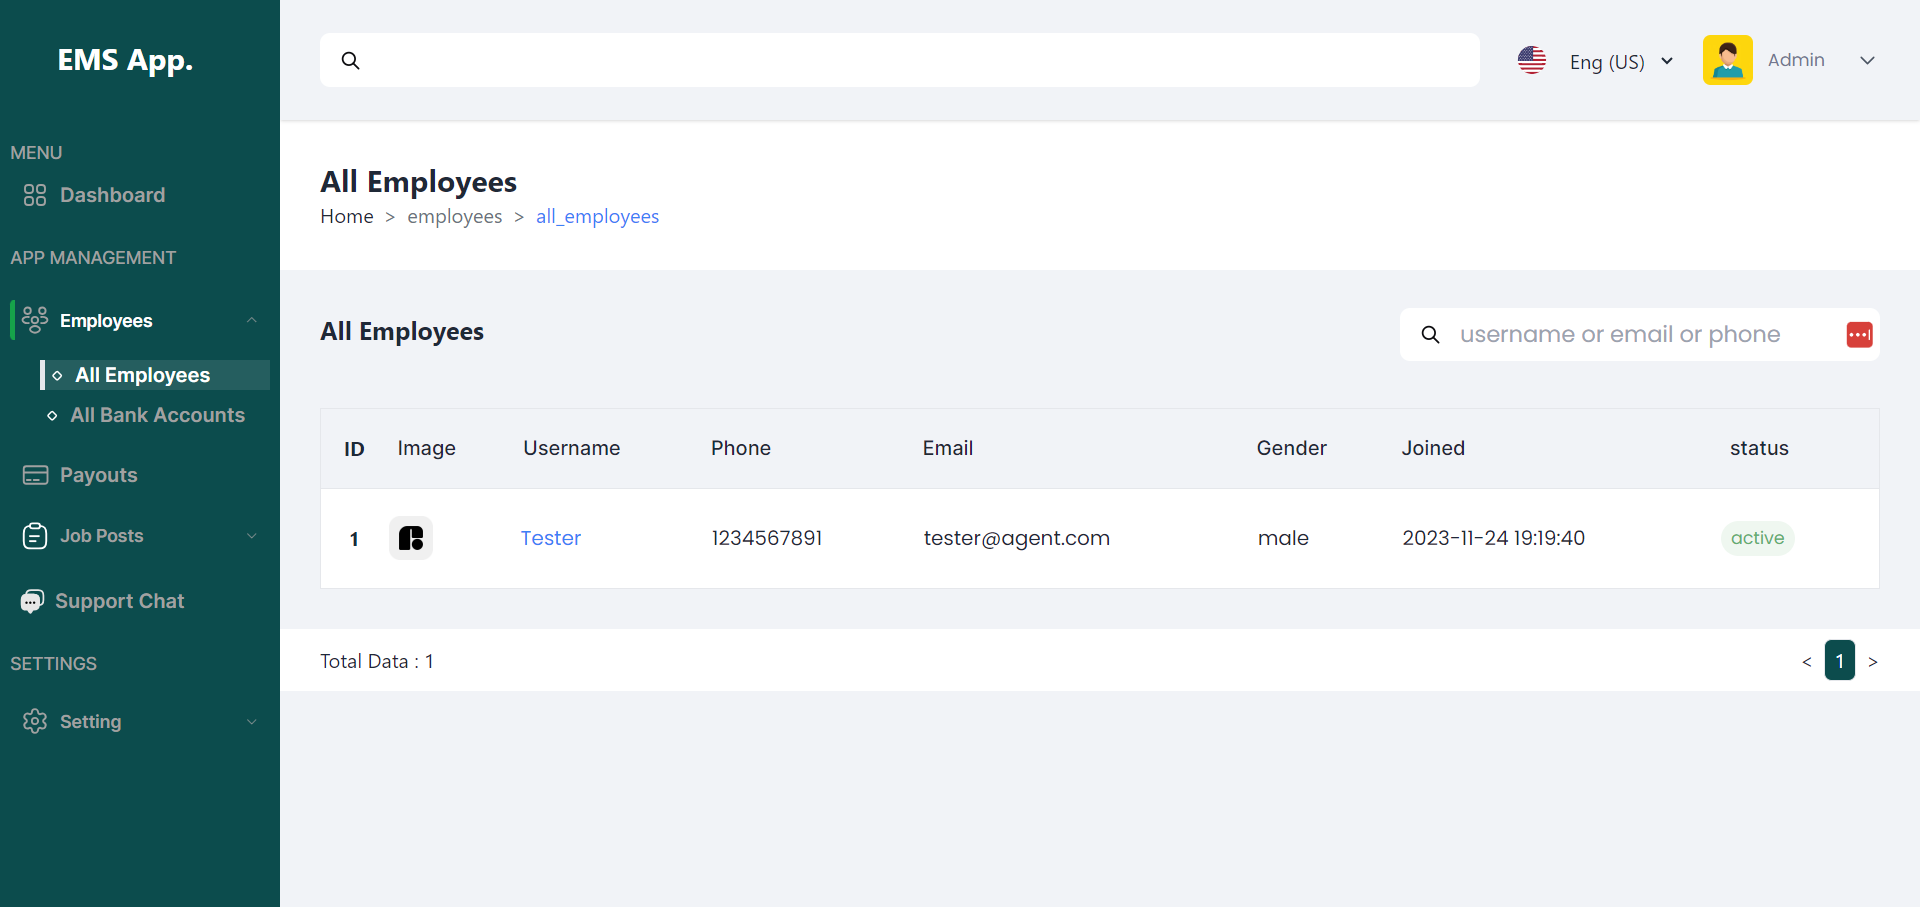 EMS App.
Eng (US)
Admin
MENU
Dashboard
APP MANAGEMENT
Employees
All Employees
All Bank Accounts
Payouts
Job Posts
Support Chat
SETTINGS
Setting
All Employees
Home > employees > all_employees
All Employees
username or email or phone
ID Image Username Phone Email Gender Joined status
1 Tester 1234567891 tester@agent.com male 2023-11-24 19:19:40 active
Total Data : 1
< 1 >